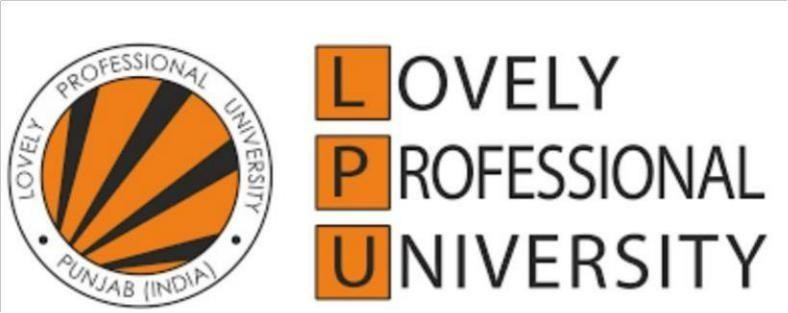 LOVELY PROFESSIONAL UNIVERSITY
• PUNJAB (INDIA) •
LOVELY
PROFESSIONAL
UNIVERSITY